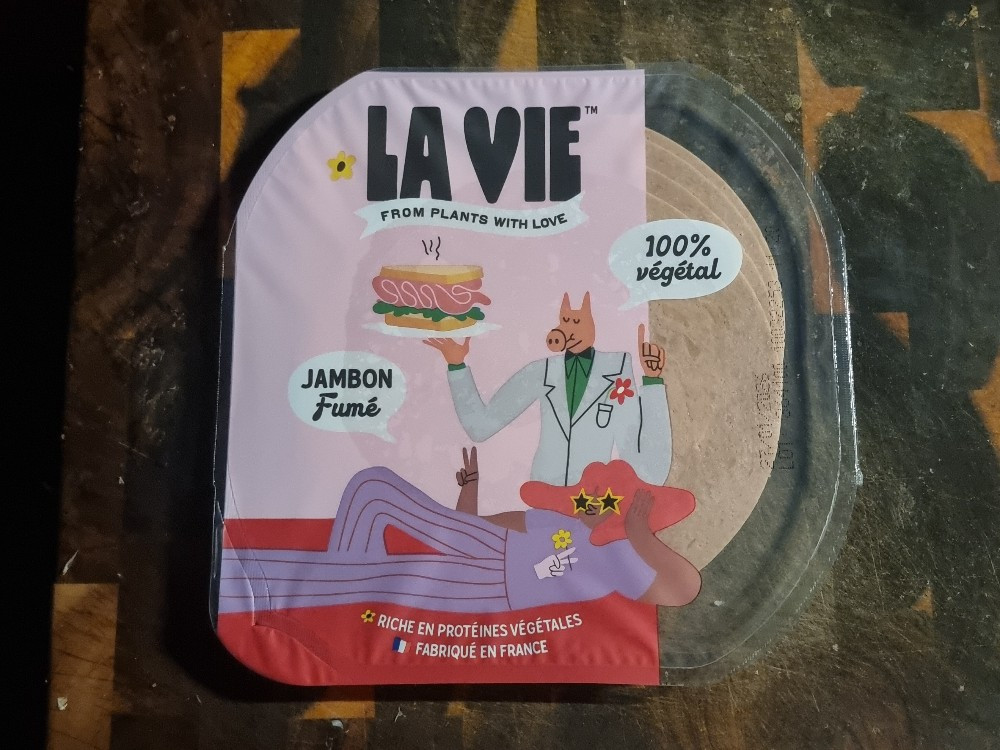 LA VIE™
FROM PLANTS WITH LOVE
100%
végétal
JAMBON
Fumé
RICHE EN PROTÉINES VÉGÉTALES
FABRIQUÉ EN FRANCE